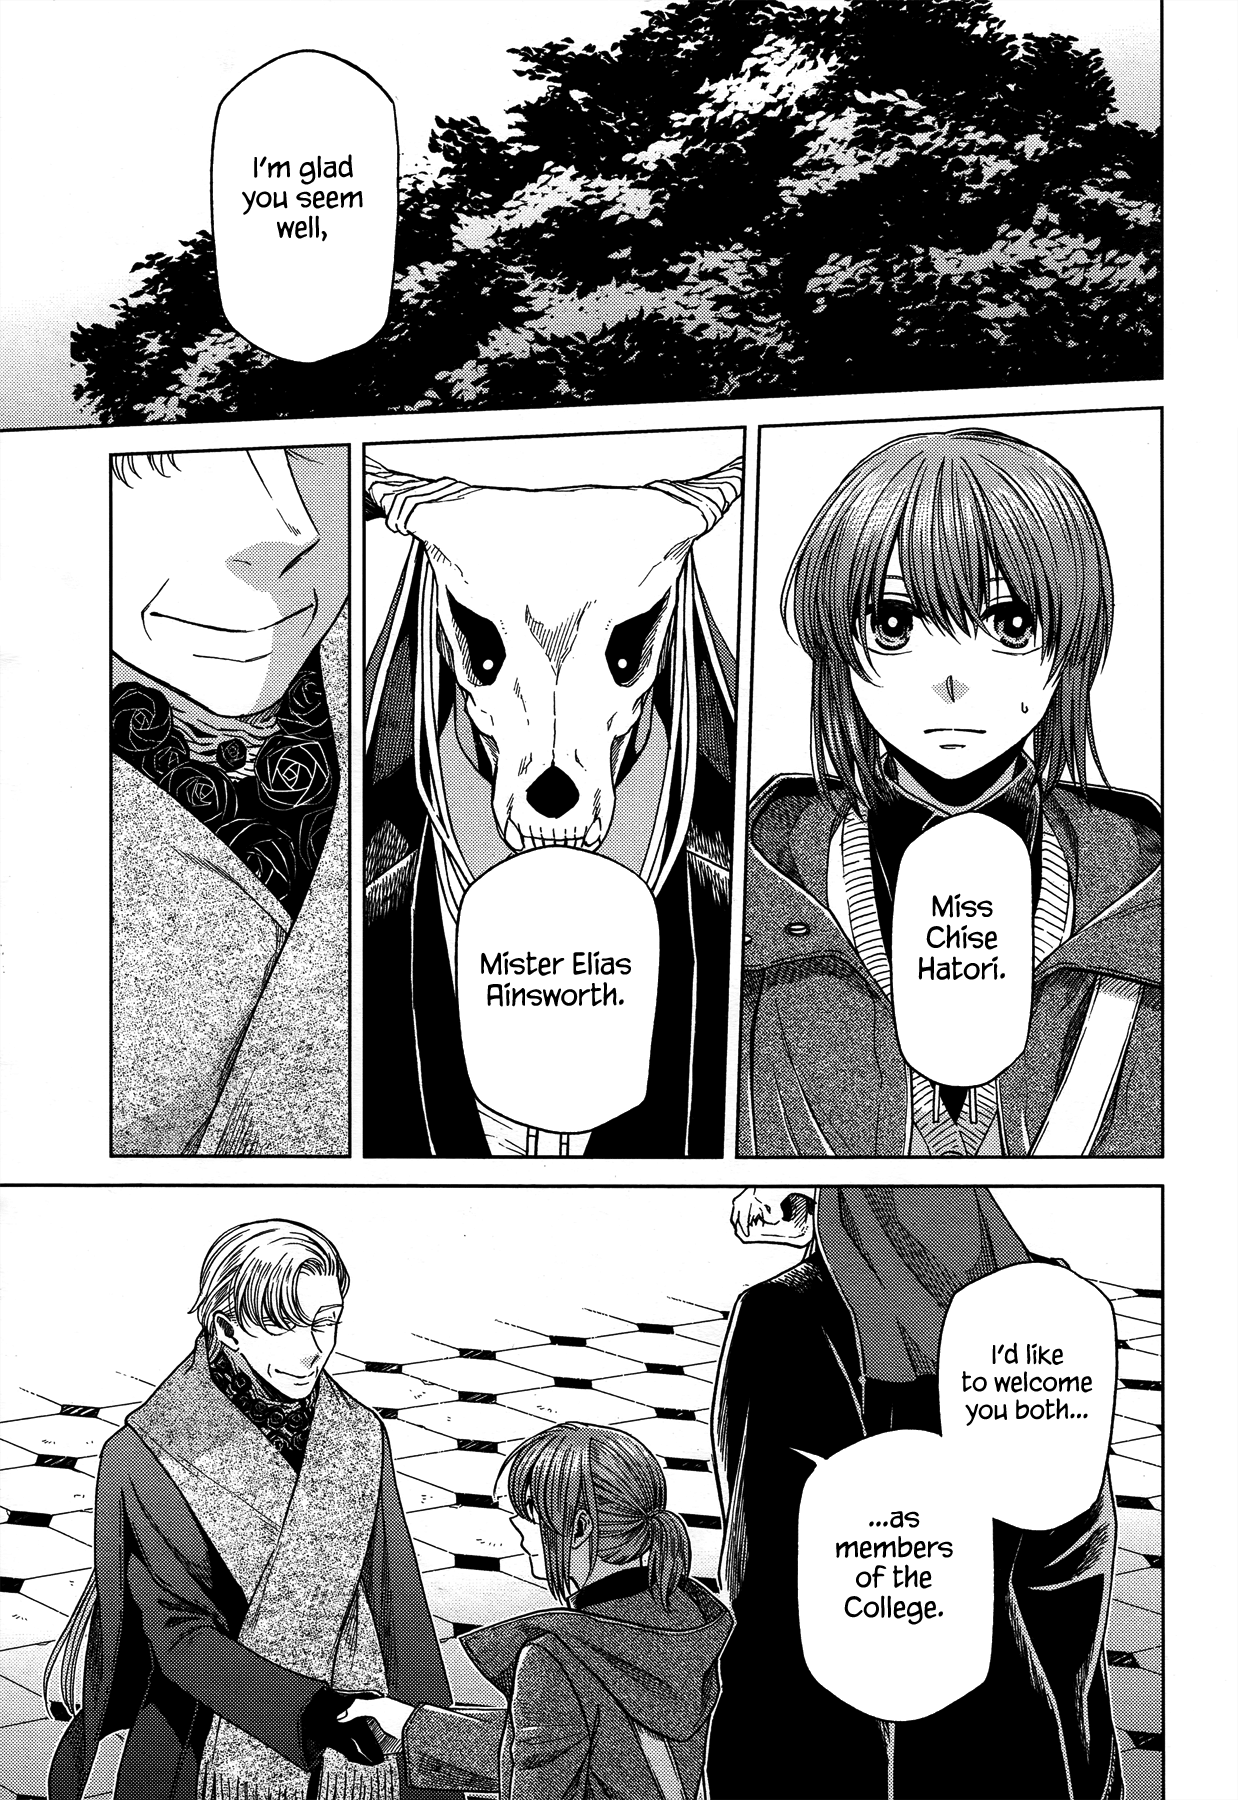 I'm glad
you seem
well,
Miss
Chise
Hatori.
Mister Elias
Ainsworth.
I'd like
to welcome
you both...
...as
members
of the
College.